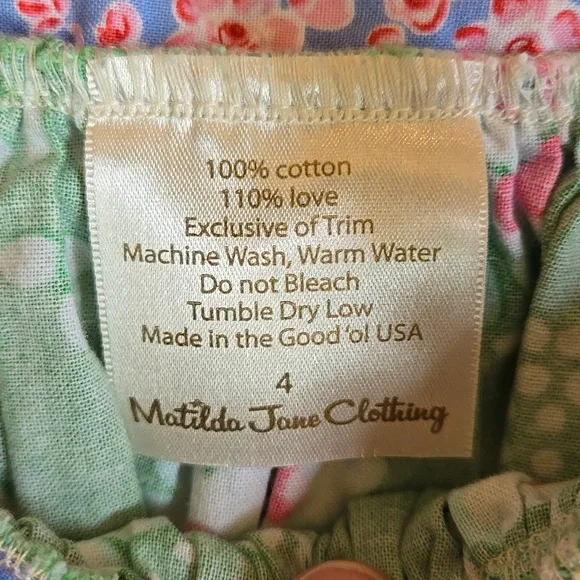 100% cotton
110% love
Exclusive of Trim
Machine Wash, Warm Water
Do not Bleach
Tumble Dry Low
Made in the Good 'ol USA
4
Matilda Jane Clothing